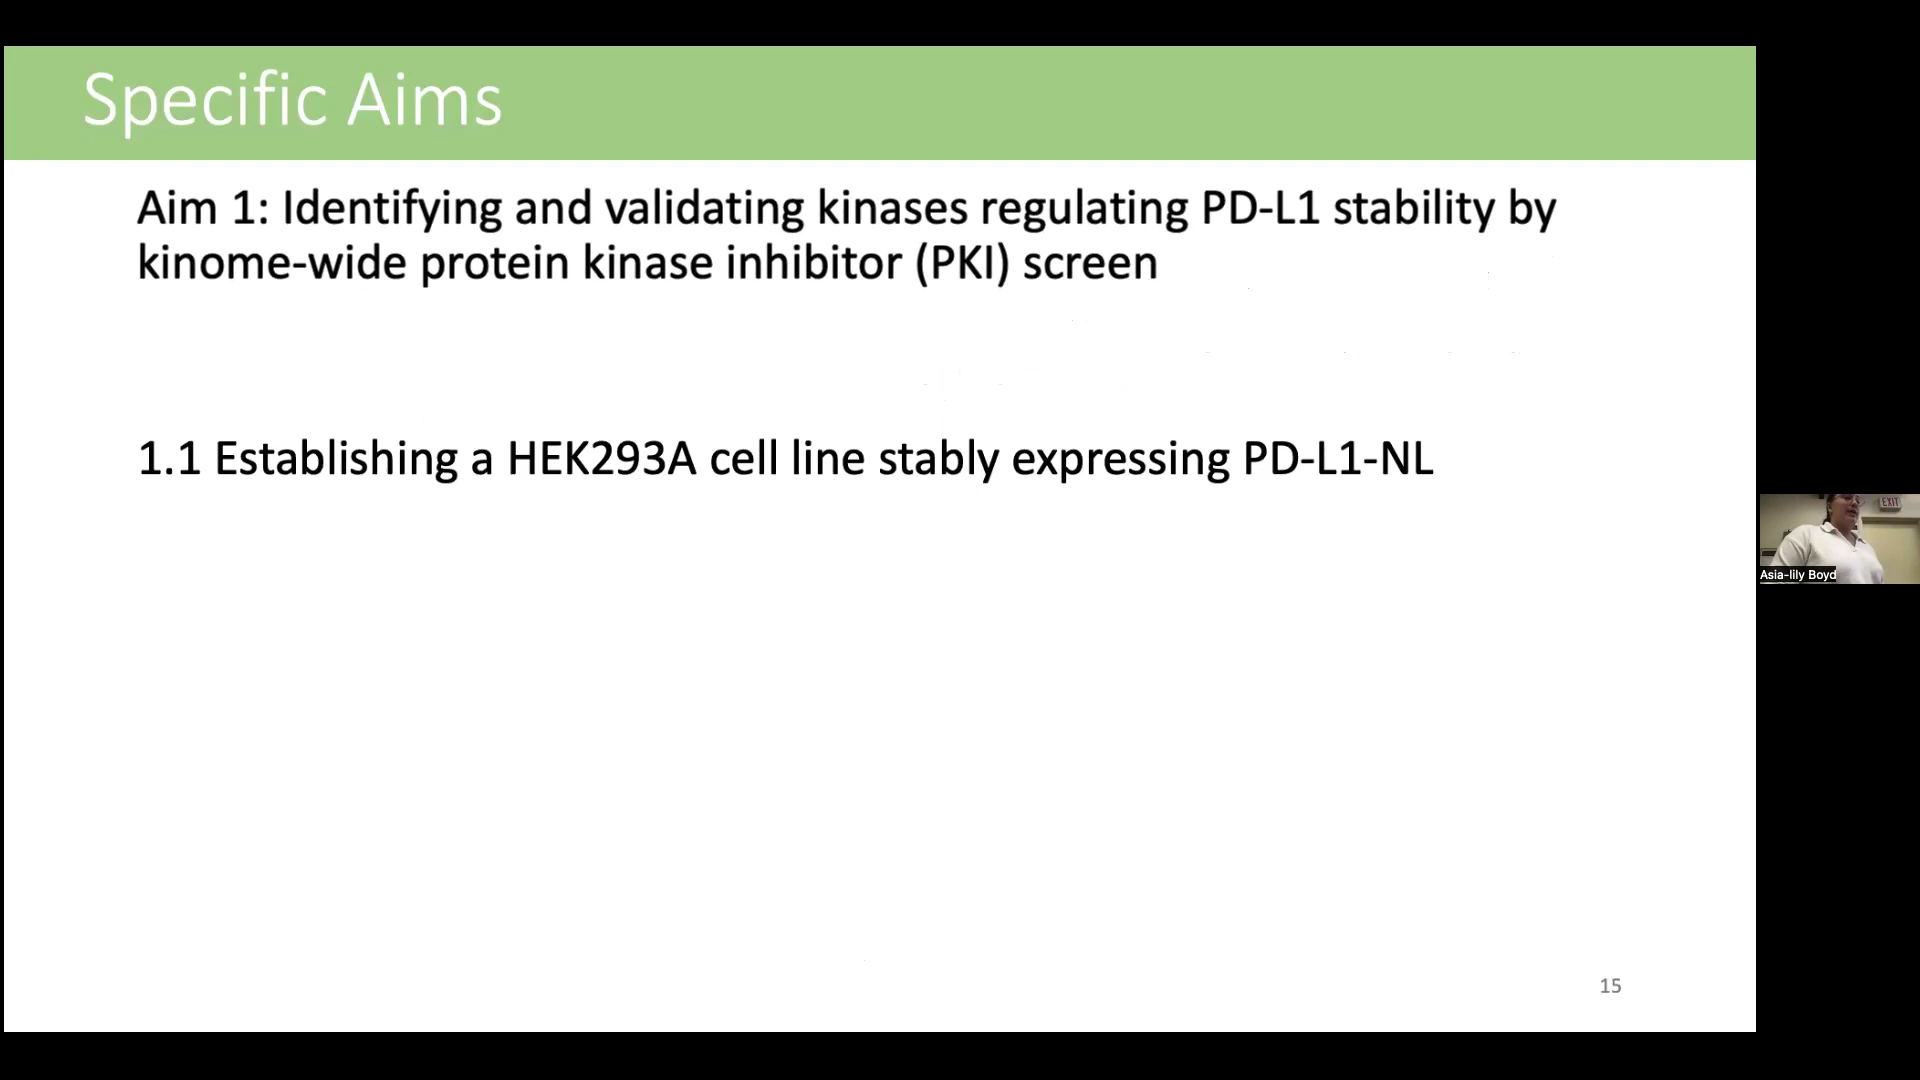 Specific Aims
Aim 1: Identifying and validating kinases regulating PD-L1 stability by
kinome-wide protein kinase inhibitor (PKI) screen
1.1 Establishing a HEK293A cell line stably expressing PD-L1-NL
EXIT
Asia-lily Boyd
15